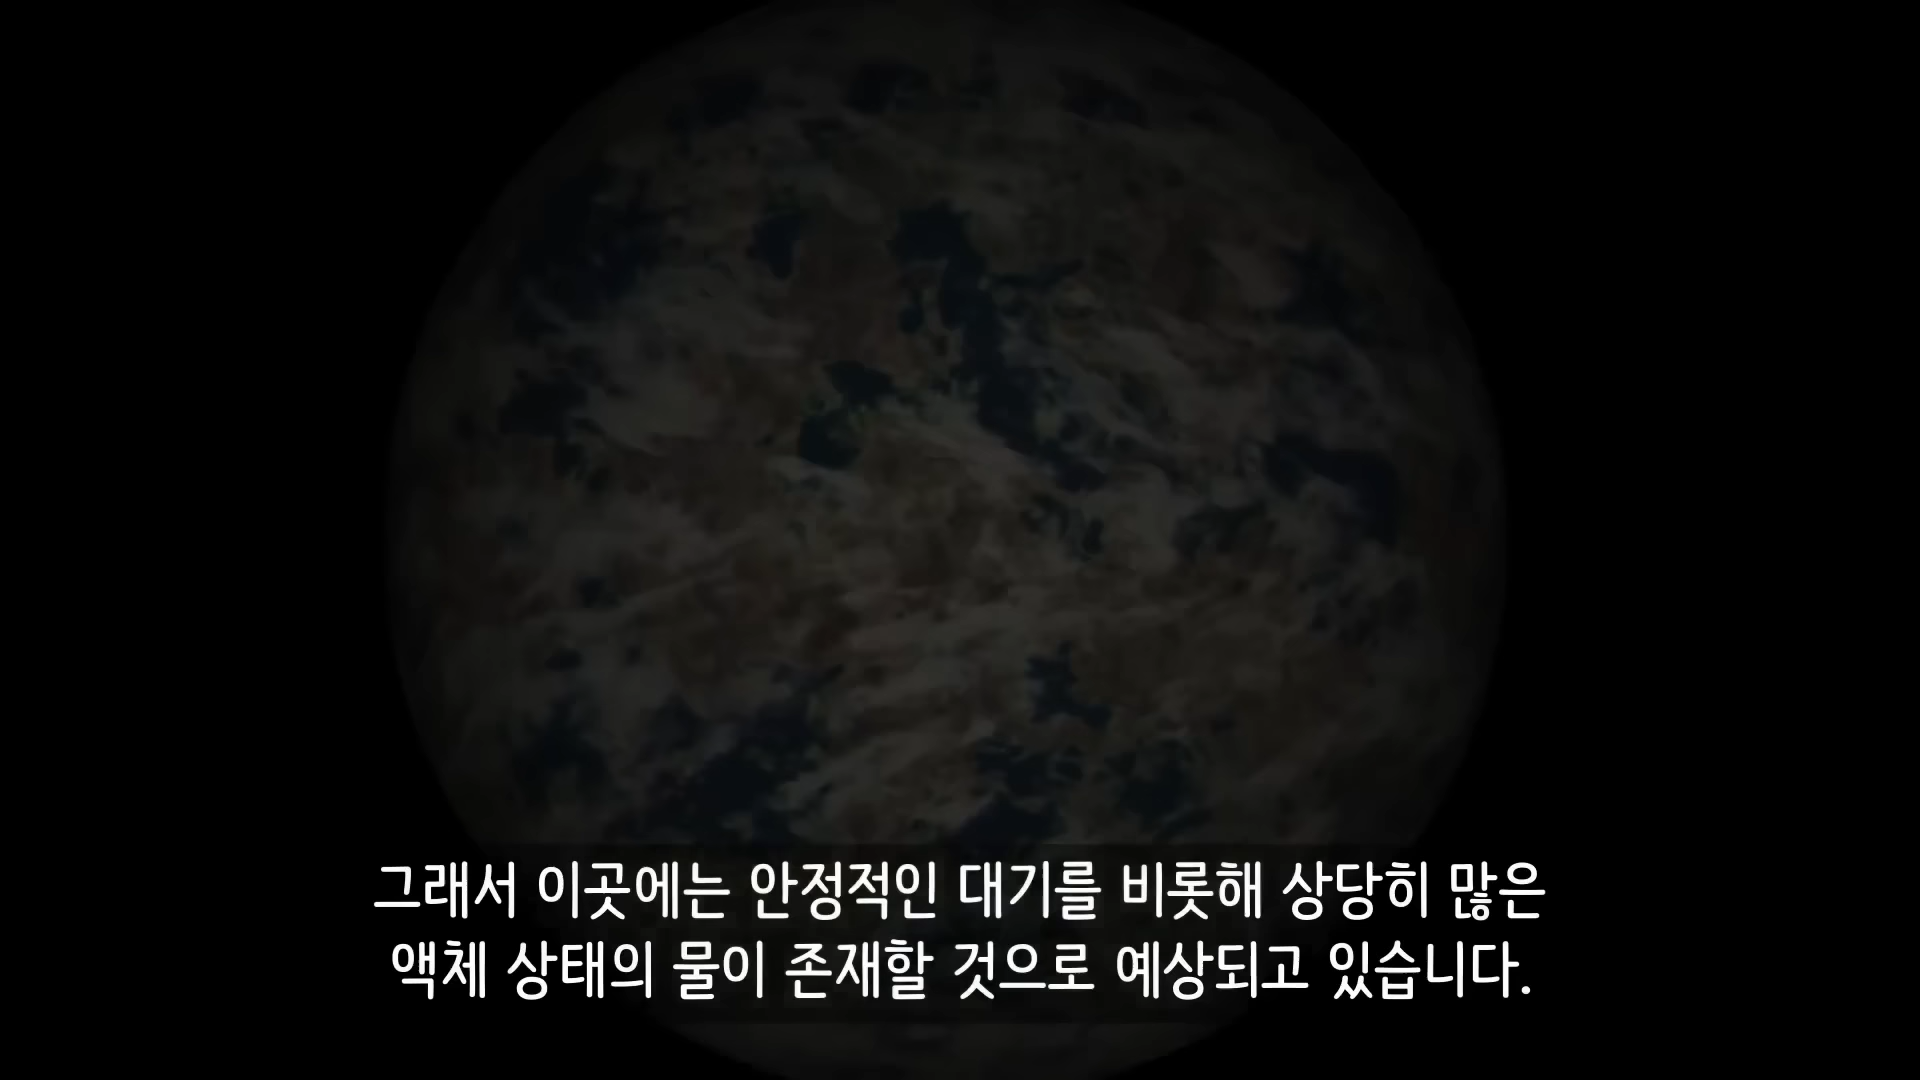 그래서 이곳에는 안정적인 대기를 비롯해 상당히 많은
액체 상태의 물이 존재할 것으로 예상되고 있습니다.